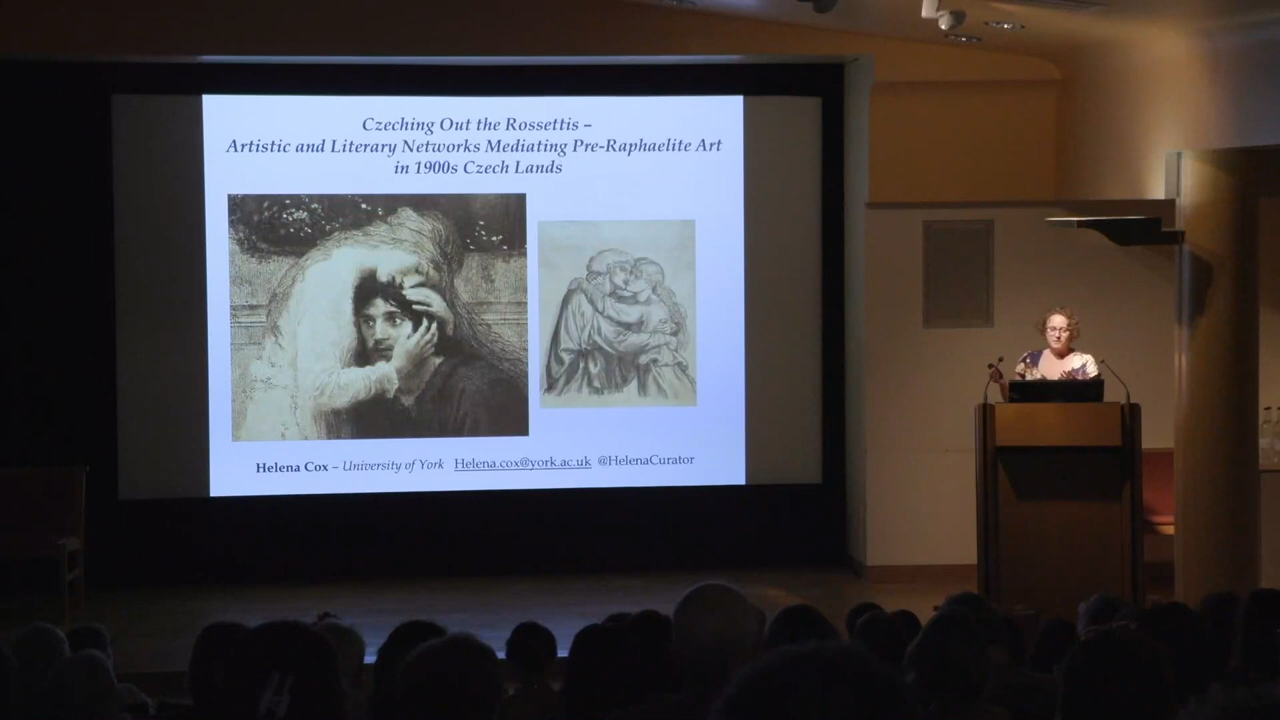 Czeching Out the Rossettis –
Artistic and Literary Networks Mediating Pre-Raphaelite Art
in 1900s Czech Lands
Helena Cox – University of York Helena.cox@york.ac.uk @HelenaCurator